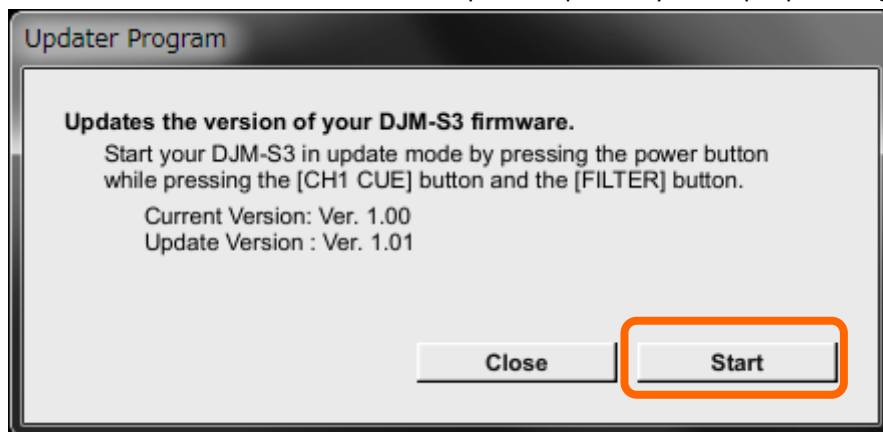 Updater Program
Updates the version of your DJM-S3 firmware.
Start your DJM-S3 in update mode by pressing the power button
while pressing the [CH1 CUE] button and the [FILTER] button.
Current Version: Ver. 1.00
Update Version : Ver. 1.01
Close Start